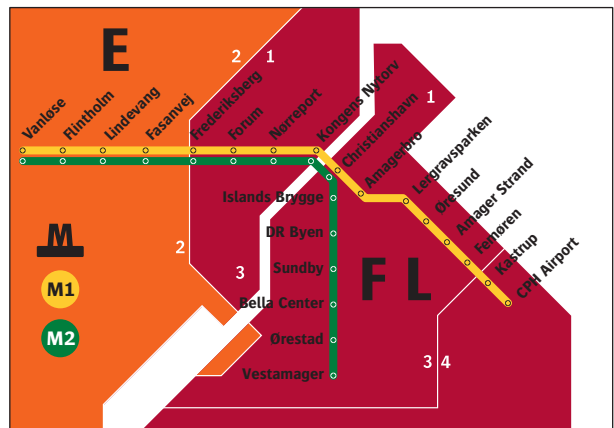 E
2 1
Vanløse
Flintholm
Lindevang
Fasanvej
Frederiksberg
Forum
Nørreport
Kongens Nytorv
Christianshavn
Amagerbro
1
Lergravsparken
Øresund
Amager Strand
Femøren
Kastrup
CPH Airport
Islands Brygge
DR Byen
Sundby
Bella Center
Ørestad
Vestamager
M
M1
M2
2
3
F L
3 4